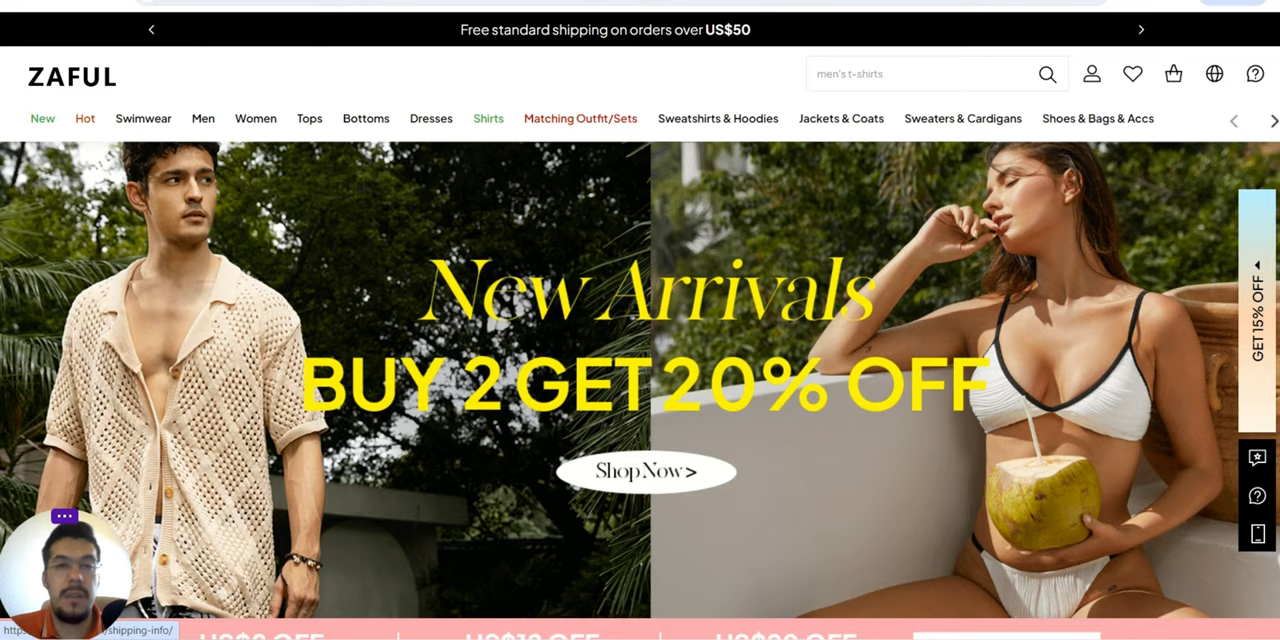 Free standard shipping on orders over US$50
ZAFUL
men's t-shirts
New Hot Swimwear Men Women Tops Bottoms Dresses Shirts Matching Outfit/Sets Sweatshirts & Hoodies Jackets & Coats Sweaters & Cardigans Shoes & Bags & Accs
New Arrivals
BUY 2 GET 20% OFF
Shop Now >
GET 15% OFF
/shipping-info/